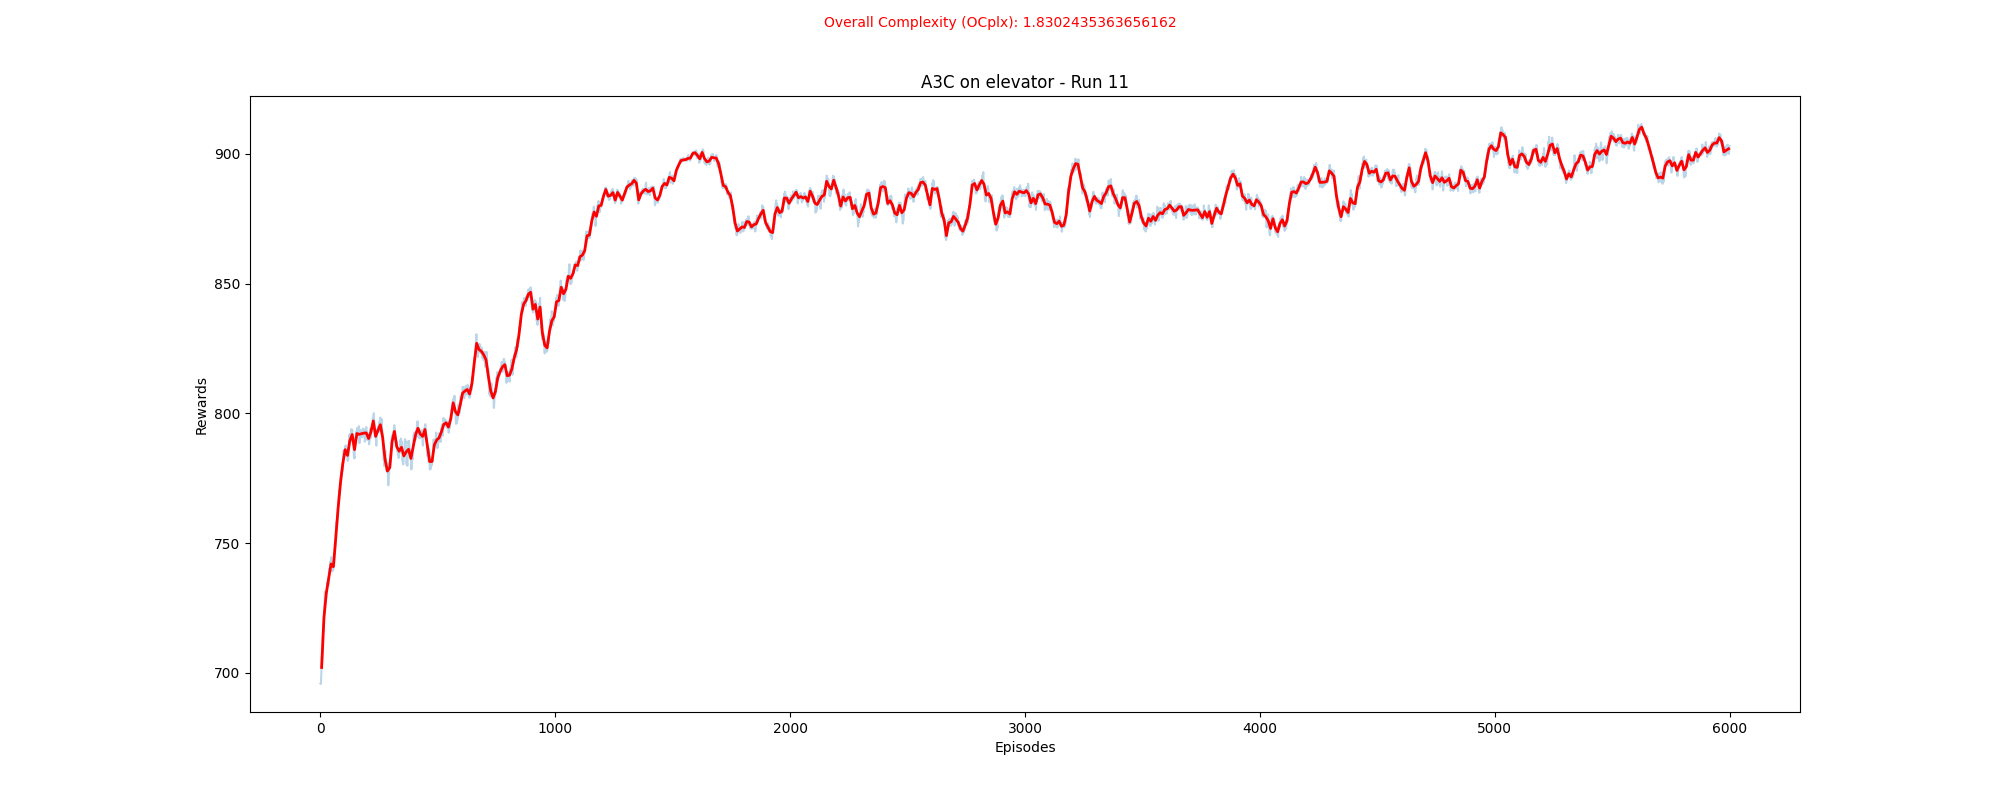 Overall Complexity (OCplx): 1.8302435363656162
A3C on elevator - Run 11
900
850
800
750
700
Rewards
0 1000 2000 3000 4000 5000 6000
Episodes